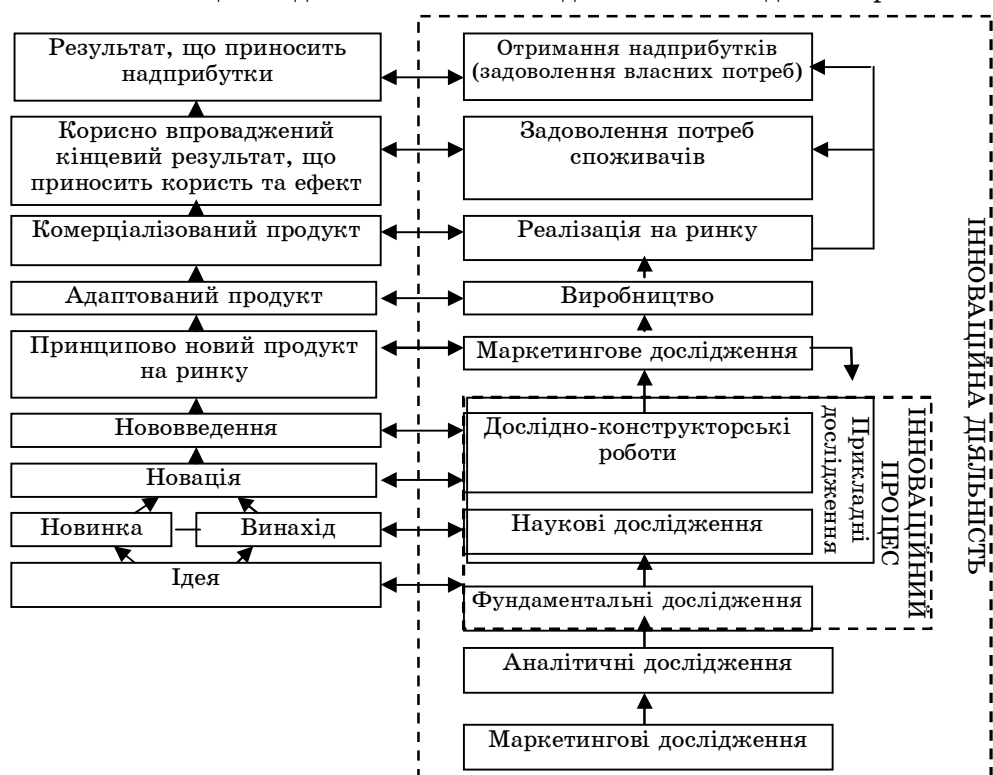 Результат, що приносить
надприбутки
Отримання надприбутків
(задоволення власних потреб)
Корисно впроваджений
кінцевий результат, що
приносить користь та ефект
Задоволення потреб
споживачів
Комерціалізований продукт
Реалізація на ринку
Адаптований продукт
Виробництво
Принципово новий продукт
на ринку
Маркетингове дослідження
Нововведення
Дослідно-конструкторські
роботи
Новація
Новинка
Винахід
Наукові дослідження
Ідея
Фундаментальні дослідження
Аналітичні дослідження
Маркетингові дослідження
Прикладні
дослідження
ІННОВАЦІЙНИЙ
ПРОЦЕС
ІННОВАЦІЙНА ДІЯЛЬНІСТЬ